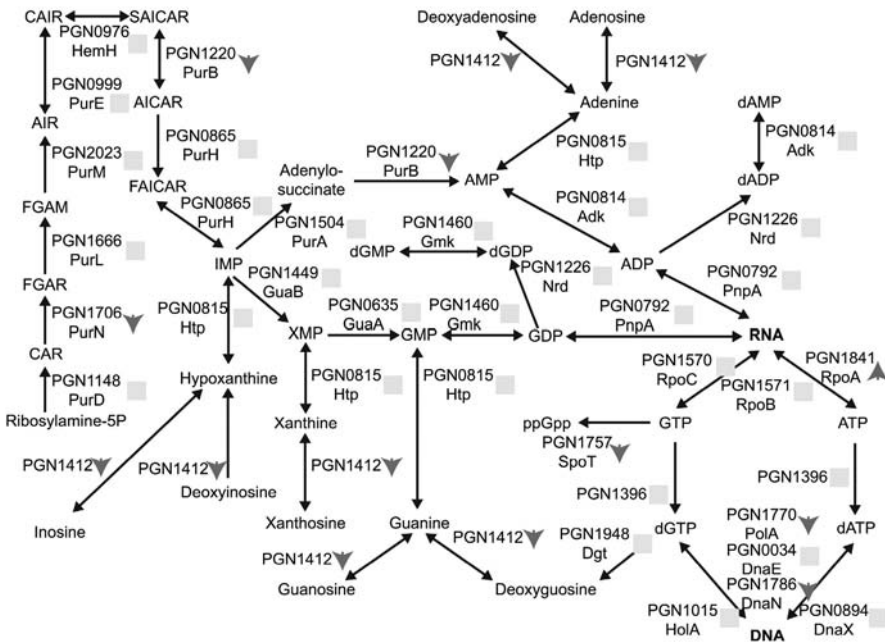 CAIR
SAICAR
PGN0976
HemH
PGN1220
PurB
PGN0999
PurE
AICAR
AIR
PGN0865
PurH
PGN2023
PurM
FAICAR
FGAM
PGN0865
PurH
PGN1666
PurL
IMP
FGAR
PGN1706
PurN
CAR
PGN1148
PurD
Ribosylamine-5P
PGN0815
Htp
Hypoxanthine
PGN1412
PGN1412
Deoxyinosine
Inosine
Adenylo-
succinate
PGN1504
PurA
PGN1220
PurB
AMP
Deoxyadenosine
Adenosine
PGN1412
PGN1412
Adenine
PGN0815
Htp
PGN0814
Adk
dAMP
PGN0814
Adk
dADP
PGN1226
Nrd
ADP
PGN0792
PnpA
PGN1460
Gmk
dGMP
dGDP
PGN1226
Nrd
PGN1449
GuaB
PGN0635
GuaA
PGN1460
Gmk
XMP
GMP
GDP
PGN0792
PnpA
RNA
PGN0815
Htp
PGN0815
Htp
Xanthine
PGN1412
Xanthosine
Guanine
PGN1412
PGN1412
Guanosine
Deoxyguosine
PGN1570
RpoC
PGN1571
RpoB
PGN1841
RpoA
ppGpp
GTP
ATP
PGN1757
SpoT
PGN1396
PGN1396
PGN1948
Dgt
dGTP
dATP
PGN1770
PolA
PGN0034
DnaE
PGN1786
DnaN
PGN1015
HolA
PGN0894
DnaX
DNA